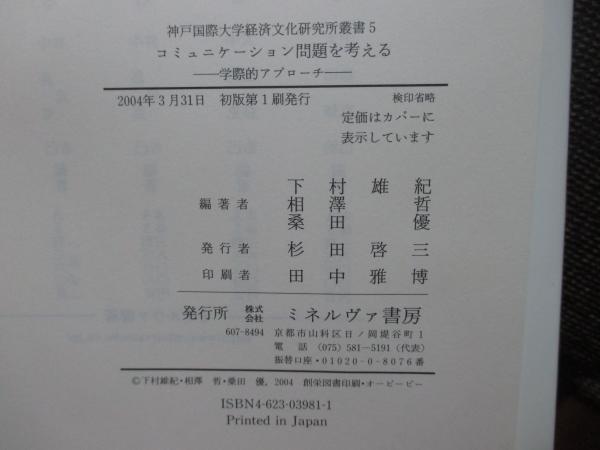 神戸国際大学経済文化研究所叢書5
コミュニケーション問題を考える
――学際的アプローチ――
2004年3月31日 初版第1刷発行 検印省略
定価はカバーに
表示しています
下村雄紀
編著者 相澤哲
桑田優
発行者 杉田啓三
印刷者 田中雅博
発行所 株式会社 ミネルヴァ書房
607-8494
京都市山科区日ノ岡堤谷町1
電話 (075) 581-5191 (代表)
振替口座・01020-0-8076番
©下村雄紀・相澤 哲・桑田 優, 2004 創栄図書印刷・オービービー
ISBN4-623-03981-1
Printed in Japan